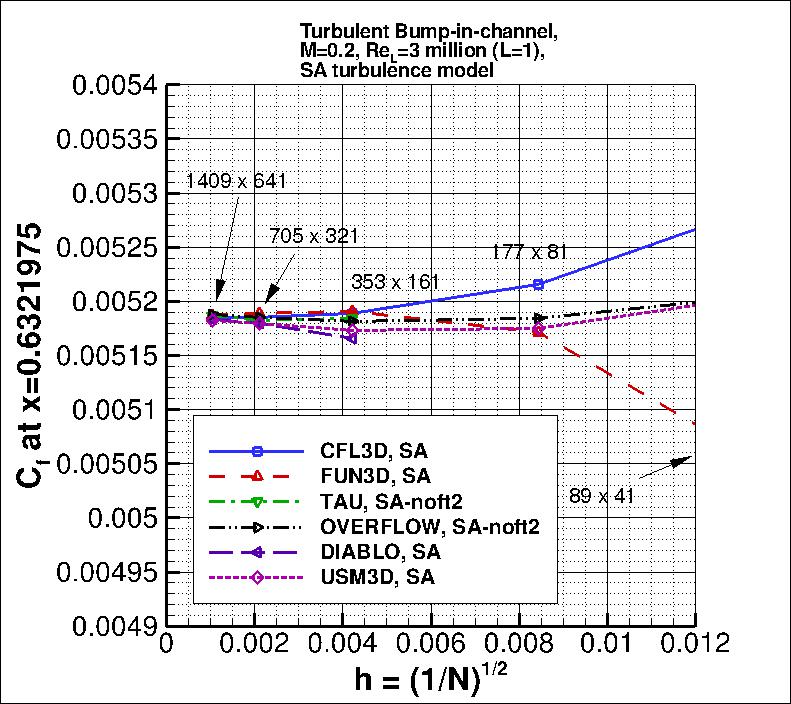 Turbulent Bump-in-channel,
M=0.2, Re_L=3 million (L=1),
SA turbulence model
0.0054
0.00535
0.0053
0.00525
0.0052
0.00515
0.0051
0.00505
0.005
0.00495
0.0049
C_f at x=0.6321975
1409 x 641
705 x 321
353 x 161
177 x 81
89 x 41
CFL3D, SA
FUN3D, SA
TAU, SA-noft2
OVERFLOW, SA-noft2
DIABLO, SA
USM3D, SA
0 0.002 0.004 0.006 0.008 0.01 0.012
h = (1/N)^1/2